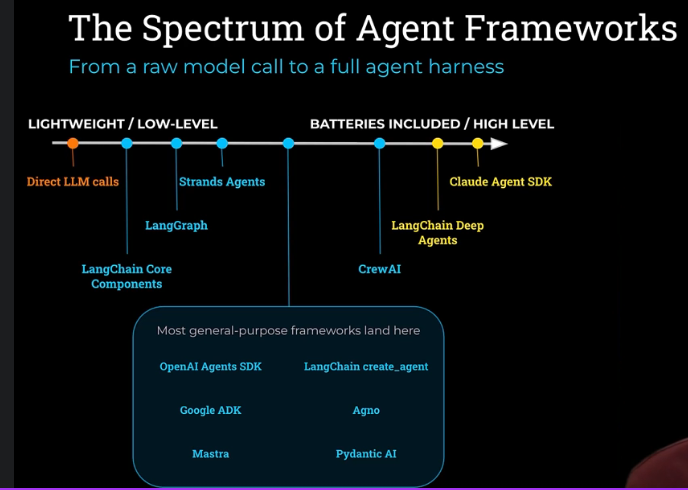 The Spectrum of Agent Frameworks
From a raw model call to a full agent harness
LIGHTWEIGHT / LOW-LEVEL
BATTERIES INCLUDED / HIGH LEVEL
Direct LLM calls
Strands Agents
Claude Agent SDK
LangGraph
LangChain Deep
Agents
LangChain Core
Components
CrewAI
Most general-purpose frameworks land here
OpenAI Agents SDK
LangChain create_agent
Google ADK
Agno
Mastra
Pydantic AI